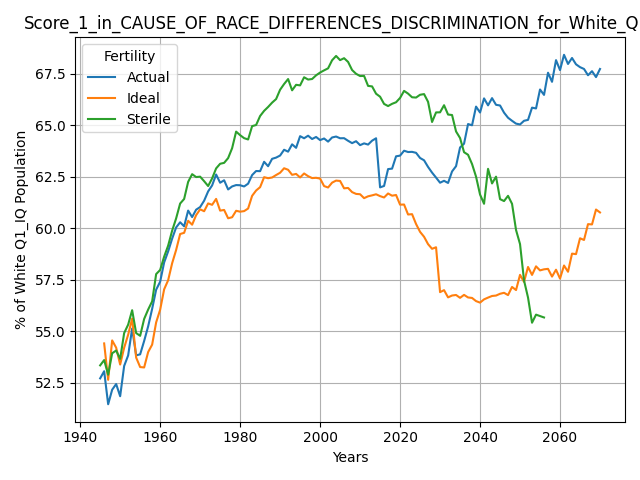 Score_1_in_CAUSE_OF_RACE_DIFFERENCES_DISCRIMINATION_for_White_Q
Fertility
Actual
Ideal
Sterile
% of White Q1_IQ Population
67.5
65.0
62.5
60.0
57.5
55.0
52.5
1940 1960 1980 2000 2020 2040 2060
Years